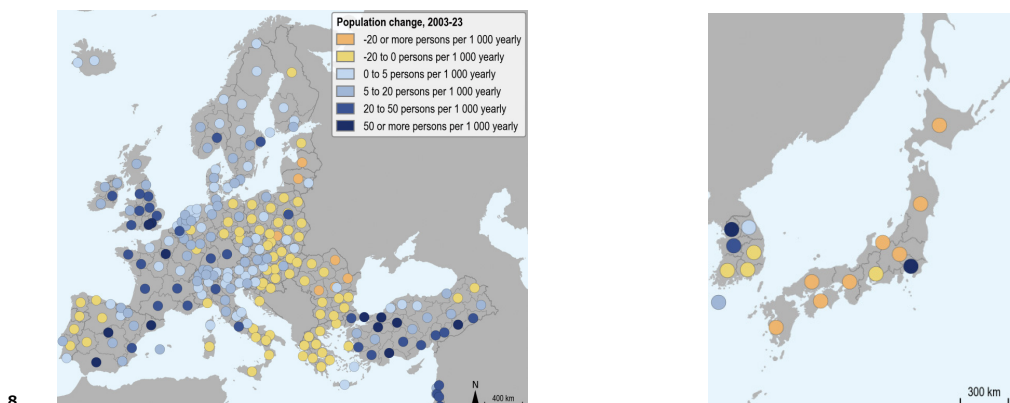 Population change, 2003-23
-20 or more persons per 1 000 yearly
-20 to 0 persons per 1 000 yearly
0 to 5 persons per 1 000 yearly
5 to 20 persons per 1 000 yearly
20 to 50 persons per 1 000 yearly
50 or more persons per 1 000 yearly
N
400 km
300 km
8